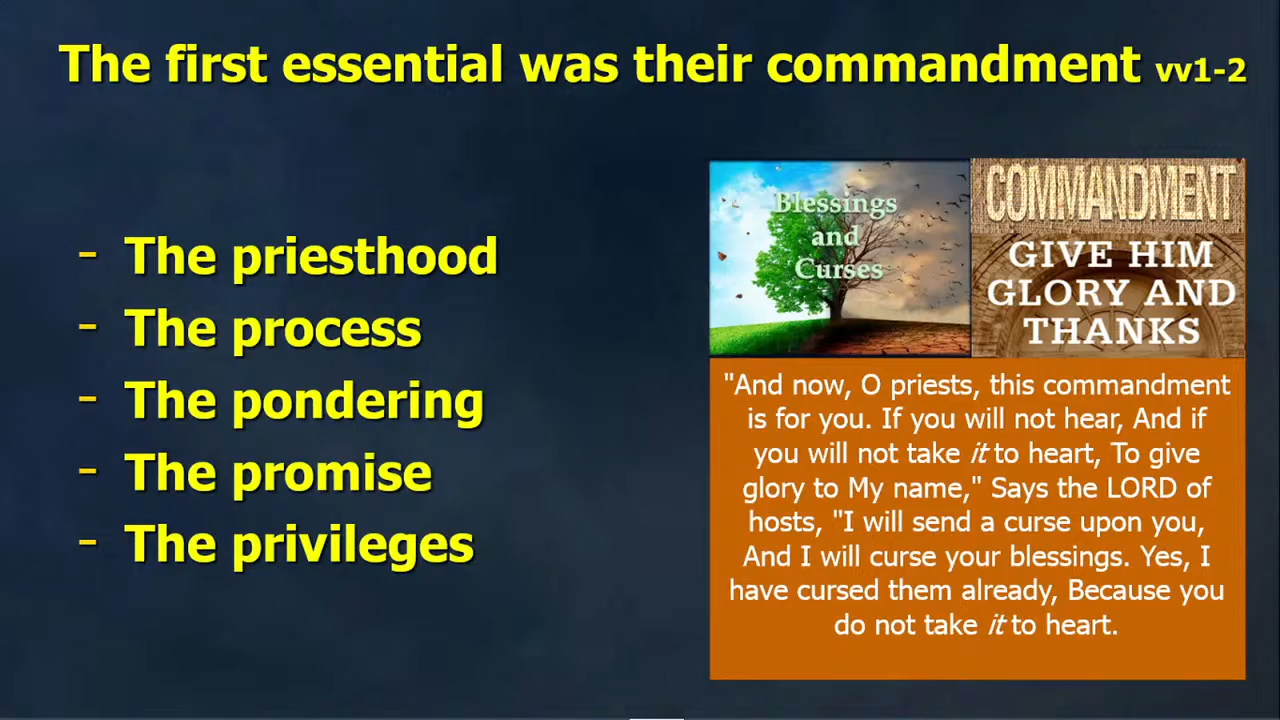 The first essential was their commandment vv1-2
- The priesthood
- The process
- The pondering
- The promise
- The privileges
Blessings
and
Curses
COMMANDMENT
GIVE HIM
GLORY AND
THANKS
"And now, O priests, this commandment
is for you. If you will not hear, And if
you will not take it to heart, To give
glory to My name," Says the LORD of
hosts, "I will send a curse upon you,
And I will curse your blessings. Yes, I
have cursed them already, Because you
do not take it to heart.